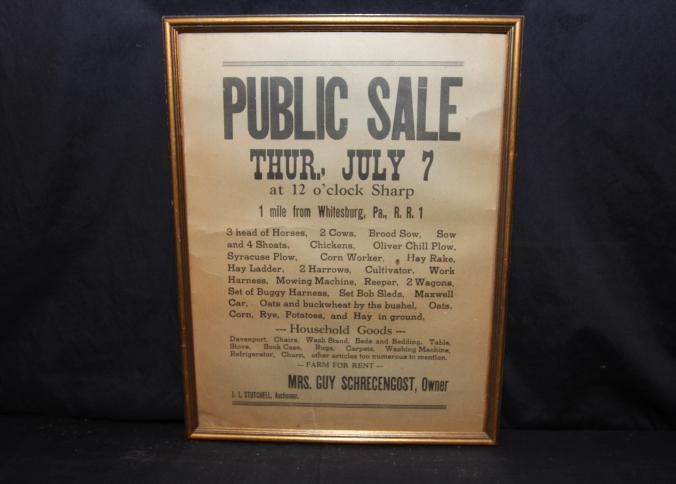 PUBLIC SALE
THUR., JULY 7
at 12 o'clock Sharp
1 mile from Whitesburg, Pa., R. R. 1
3 head of Horses, 2 Cows, Brood Sow, Sow
and 4 Shoats, Chickens, Oliver Chill Plow,
Syracuse Plow, Corn Worker, Hay Rake,
Hay Ladder, 2 Harrows, Cultivator, Work
Harness, Mowing Machine, Reeper, 2 Wagons,
Set of Buggy Harness, Set Bob Sleds, Maxwell
Car, Oats and buckwheat by the bushel, Oats,
Corn, Rye, Potatoes, and Hay in ground.
--- Household Goods ---
Davenport, Chairs, Wash Stand, Beds and Bedding, Table,
Stove, Book Case, Rugs, Carpets, Washing Machine,
Refrigerator, Churn, other articles too numerous to mention.
-- FARM FOR RENT --
MRS. GUY SCHRECENGOST, Owner
J. L. STUTCHELL, Auctioneer.